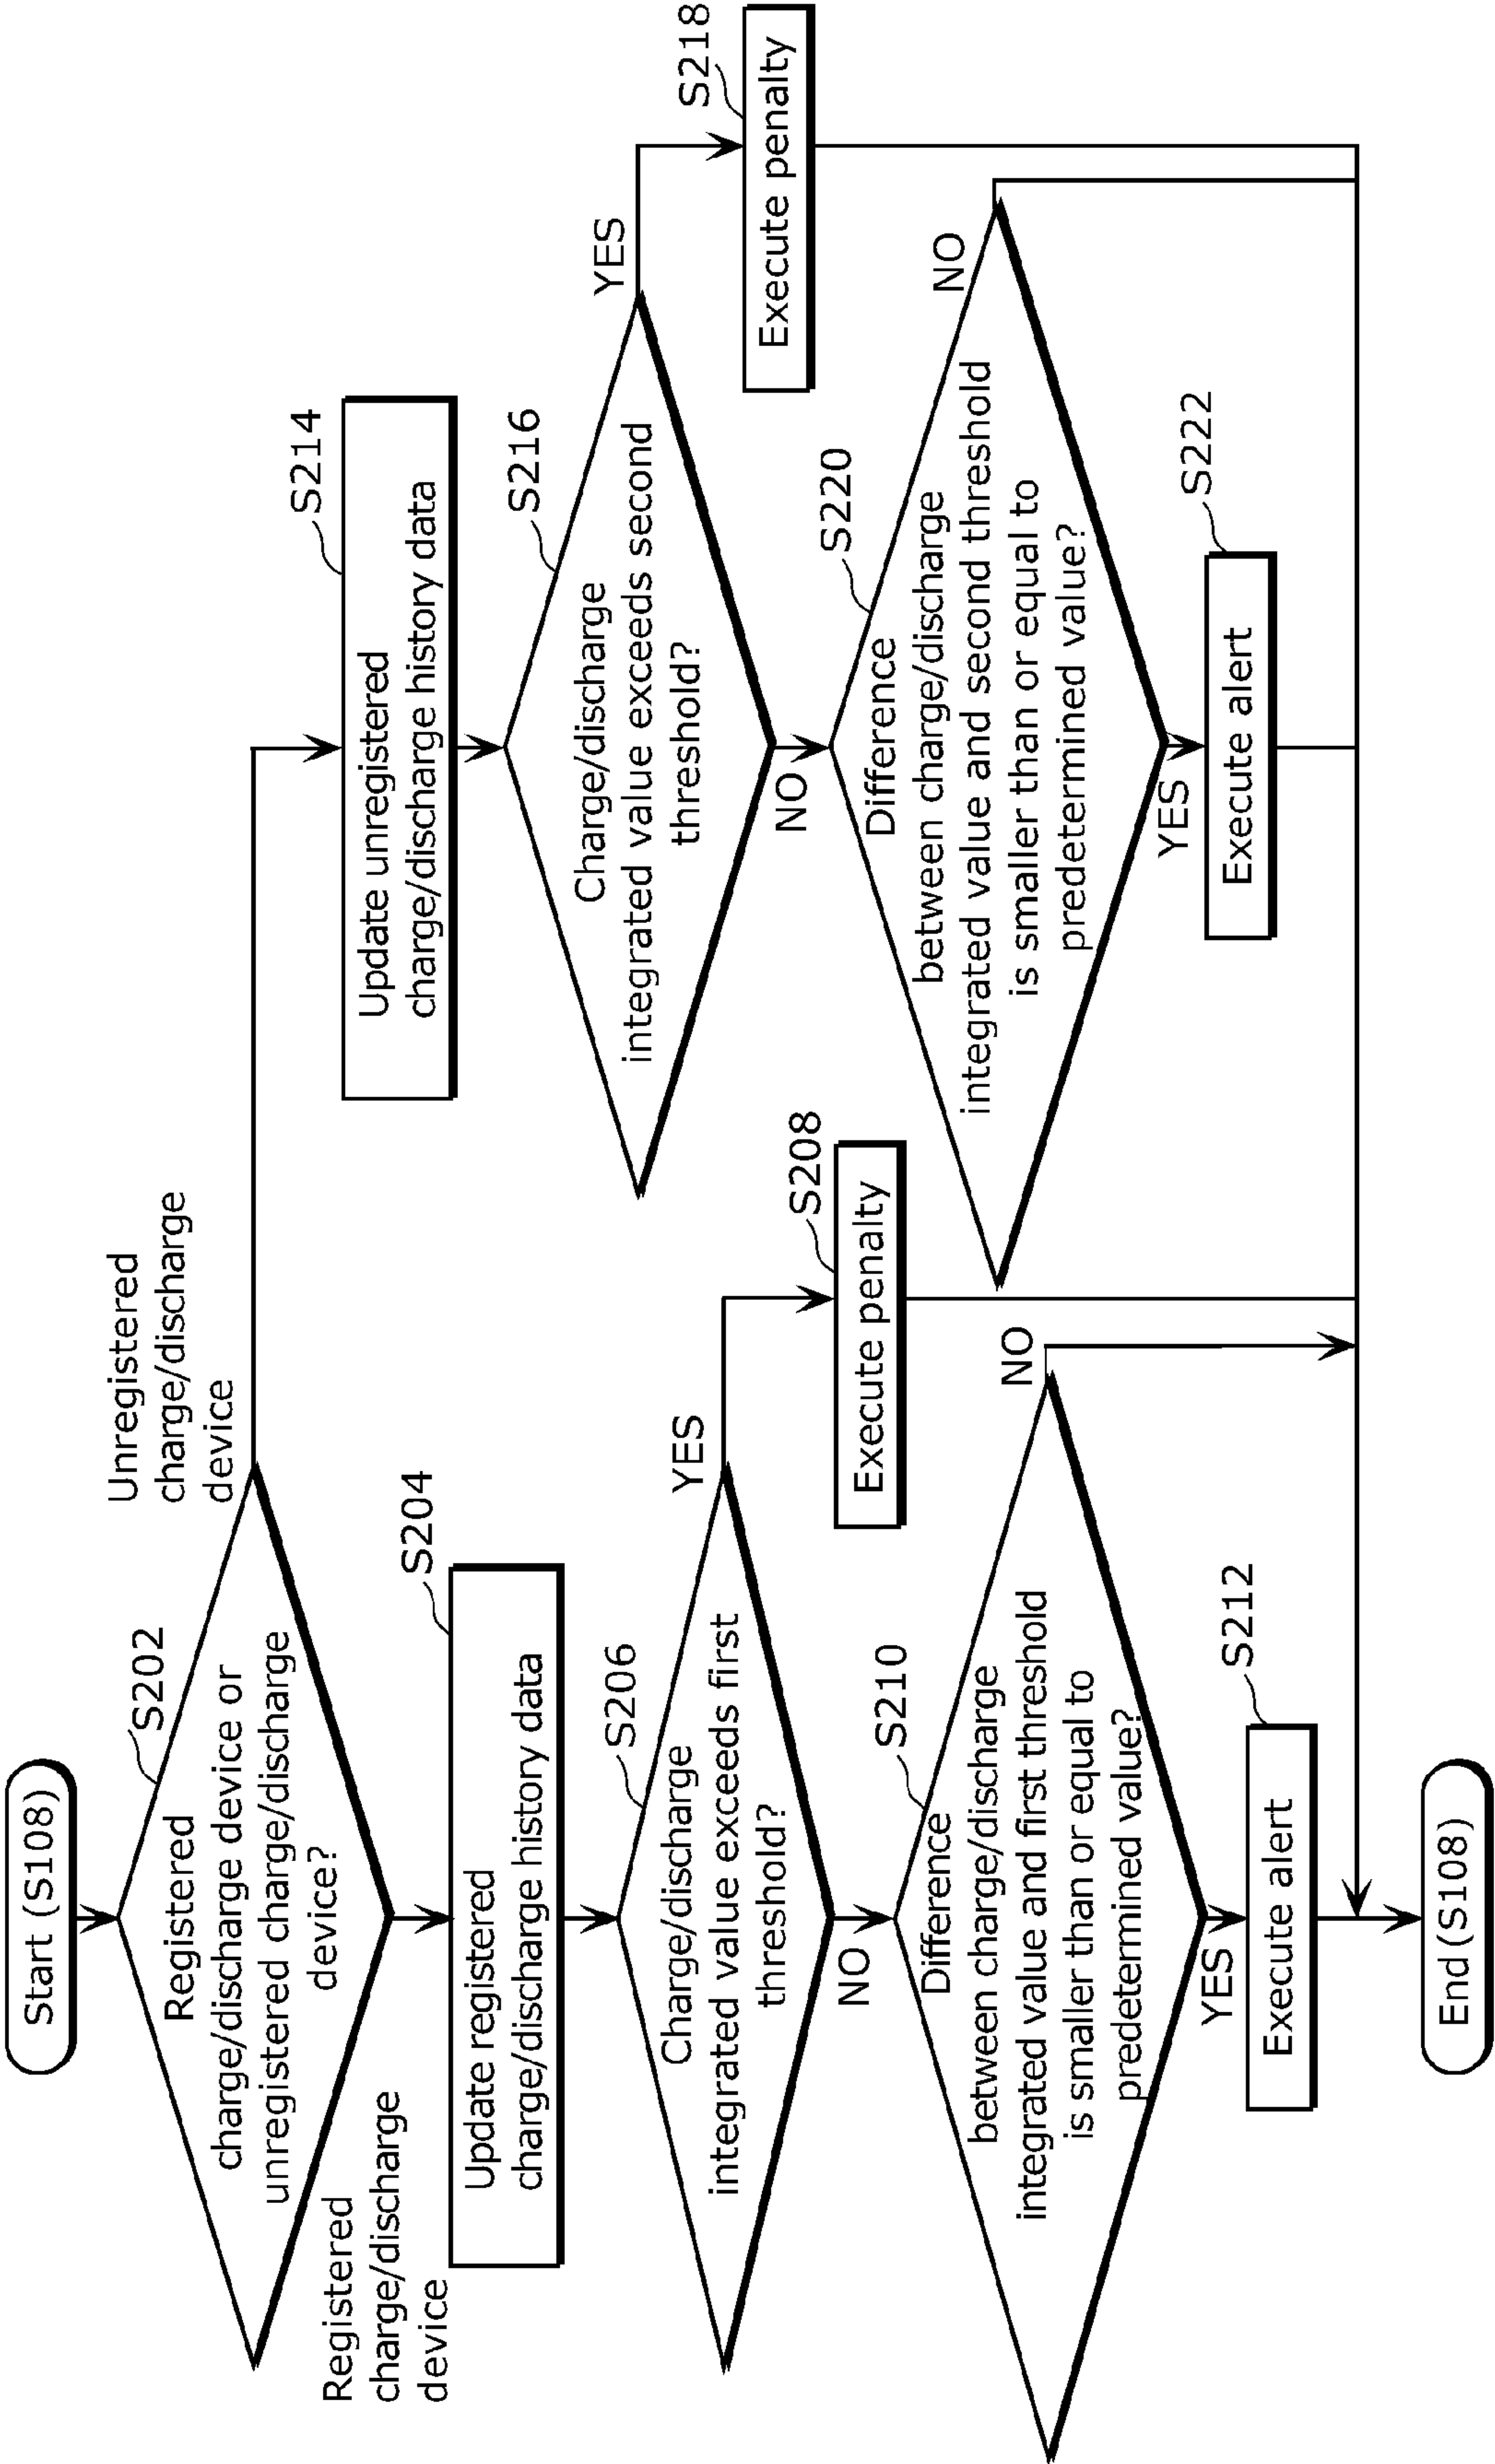 Start (S108)
S202
Registered
charge/discharge device or
unregistered charge/discharge
device?
Unregistered
charge/discharge
device
Registered
charge/discharge
device
S204
Update registered
charge/discharge history data
S206
Charge/discharge
integrated value exceeds first
threshold?
YES
NO
S208
Execute penalty
S210
Difference
between charge/discharge
integrated value and first threshold
is smaller than or equal to
predetermined value?
NO
YES
S212
Execute alert
S214
Update unregistered
charge/discharge history data
S216
Charge/discharge
integrated value exceeds second
threshold?
YES
NO
S218
Execute penalty
S220
Difference
between charge/discharge
integrated value and second threshold
is smaller than or equal to
predetermined value?
NO
YES
S222
Execute alert
End (S108)